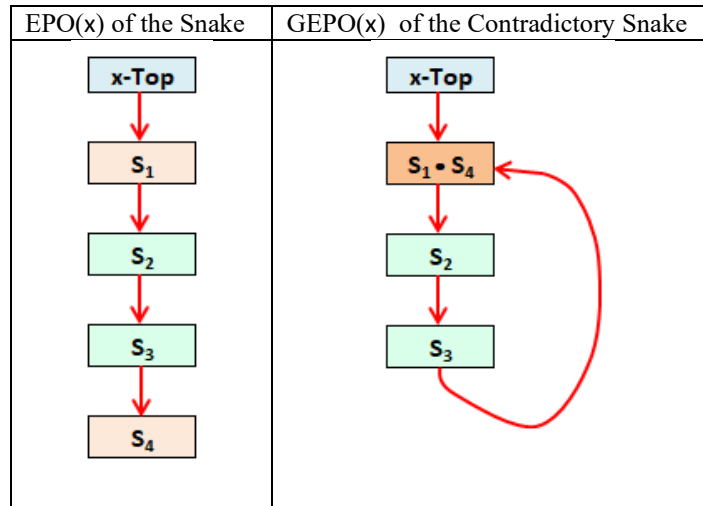 EPO(x) of the Snake
GEPO(x) of the Contradictory Snake
x-Top
S₁
S₂
S₃
S₄
x-Top
S₁ • S₄
S₂
S₃